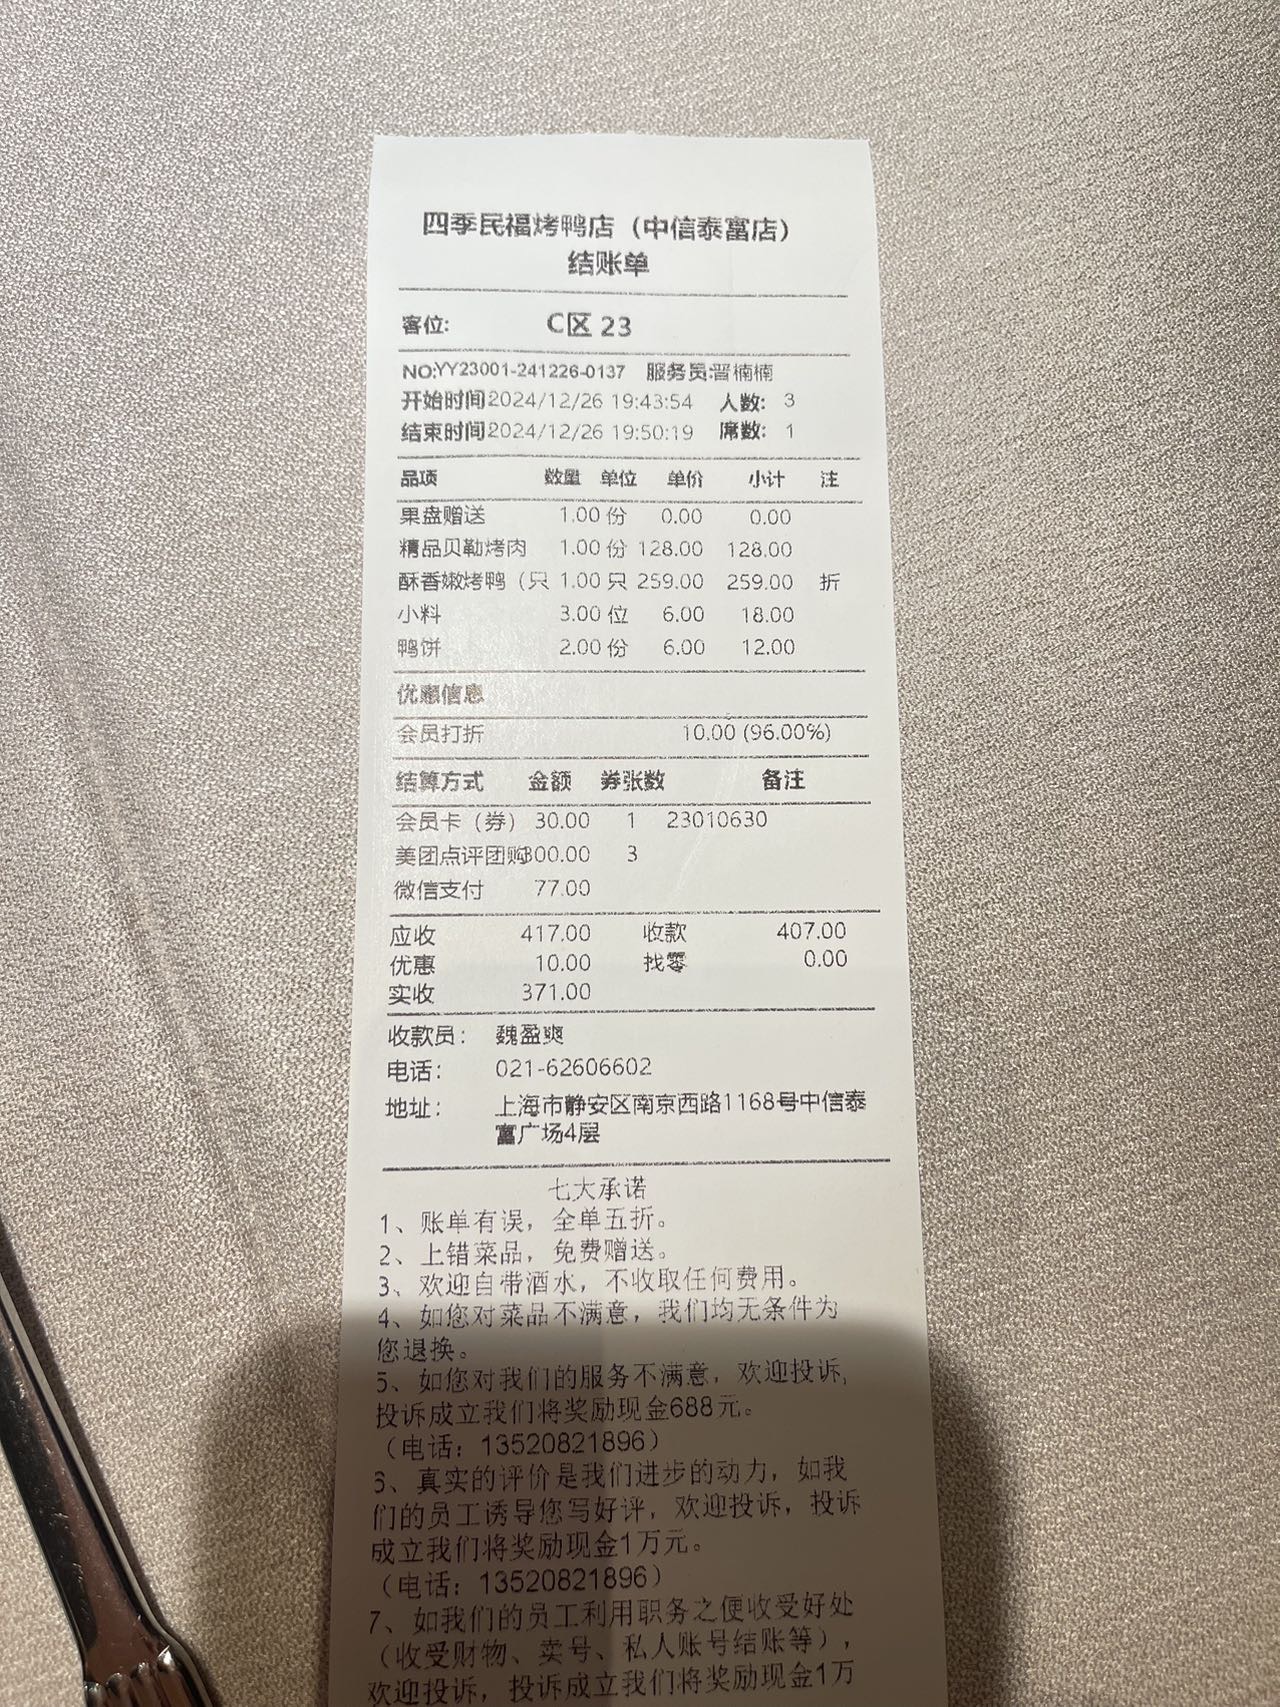 四季民福烤鸭店（中信泰富店）
结账单
客位: C区 23
NO:YY23001-241226-0137 服务员:晋楠楠
开始时间2024/12/26 19:43:54 人数: 3
结束时间2024/12/26 19:50:19 席数: 1
品项 数量 单位 单价 小计 注
果盘赠送 1.00 份 0.00 0.00
精品贝勒烤肉 1.00 份 128.00 128.00
酥香嫩烤鸭（只 1.00 只 259.00 259.00 折
小料 3.00 位 6.00 18.00
鸭饼 2.00 份 6.00 12.00
优惠信息
会员打折 10.00 (96.00%)
结算方式 金额 券张数 备注
会员卡（券） 30.00 1 23010630
美团点评团购300.00 3
微信支付 77.00
应收 417.00 收款 407.00
优惠 10.00 找零 0.00
实收 371.00
收款员: 魏盈爽
电话: 021-62606602
地址: 上海市静安区南京西路1168号中信泰
富广场4层
七大承诺
1、账单有误，全单五折。
2、上错菜品，免费赠送。
3、欢迎自带酒水，不收取任何费用。
4、如您对菜品不满意，我们均无条件为
您退换。
5、如您对我们的服务不满意，欢迎投诉,
投诉成立我们将奖励现金688元。
（电话：13520821896）
6、真实的评价是我们进步的动力，如我
们的员工诱导您写好评，欢迎投诉，投诉
成立我们将奖励现金1万元。
（电话：13520821896）
7、如我们的员工利用职务之便收受好处
（收受财物、卖号、私人账号结账等），
欢迎投诉，投诉成立我们将奖励现金1万